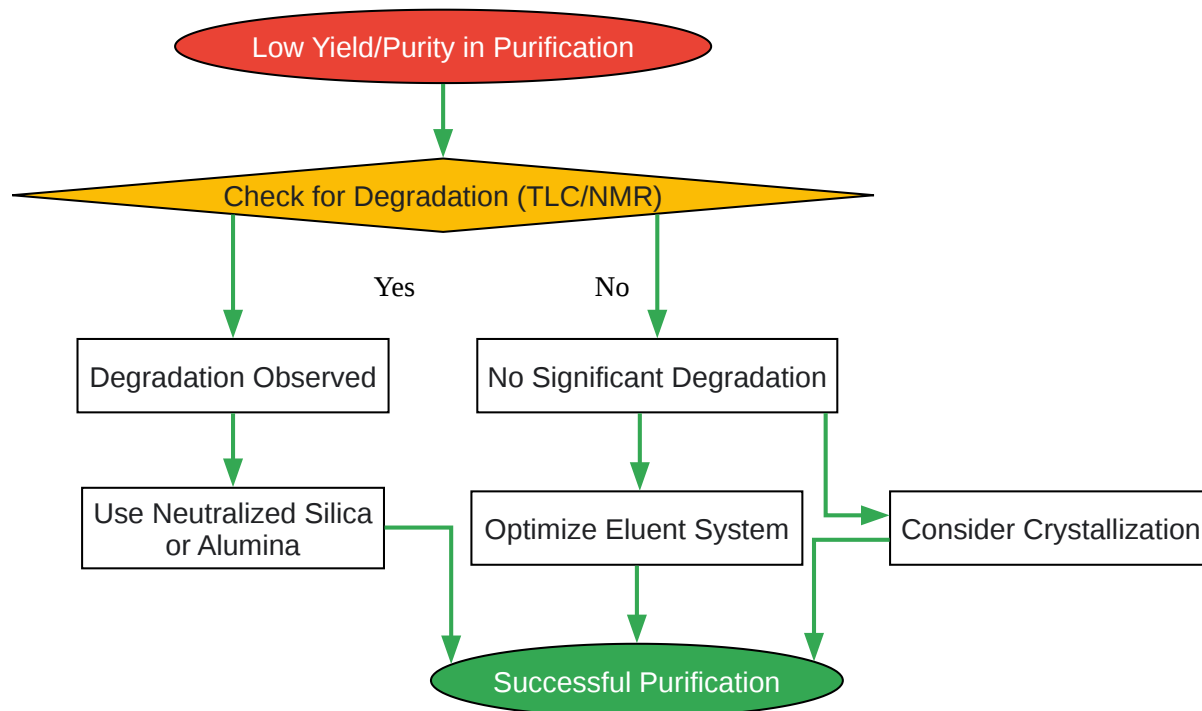 Low Yield/Purity in Purification
Check for Degradation (TLC/NMR)
Yes
No
Degradation Observed
No Significant Degradation
Use Neutralized Silica
or Alumina
Optimize Eluent System
Consider Crystallization
Successful Purification